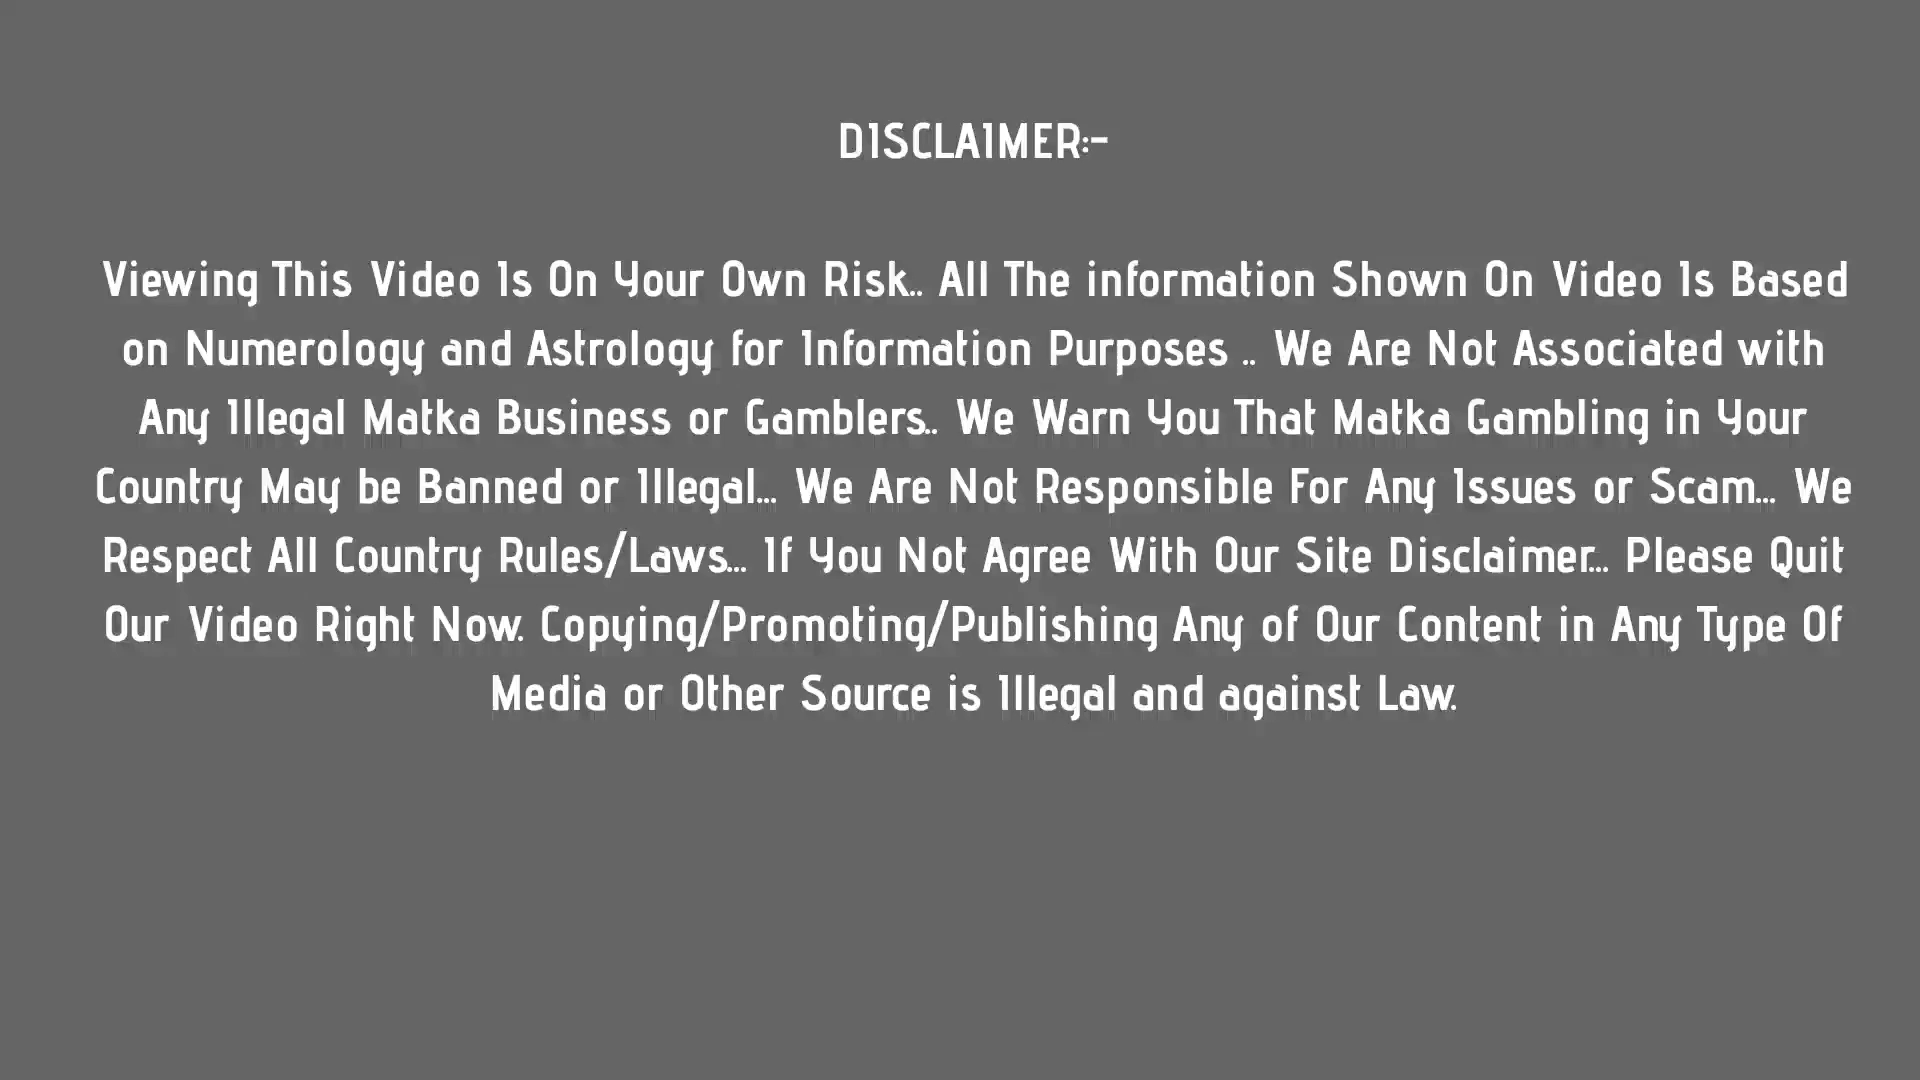 DISCLAIMER:-
Viewing This Video Is On Your Own Risk.. All The information Shown On Video Is Based
on Numerology and Astrology for Information Purposes .. We Are Not Associated with
Any Illegal Matka Business or Gamblers.. We Warn You That Matka Gambling in Your
Country May be Banned or Illegal... We Are Not Responsible For Any Issues or Scam... We
Respect All Country Rules/Laws... If You Not Agree With Our Site Disclaimer... Please Quit
Our Video Right Now. Copying/Promoting/Publishing Any of Our Content in Any Type Of
Media or Other Source is Illegal and against Law.